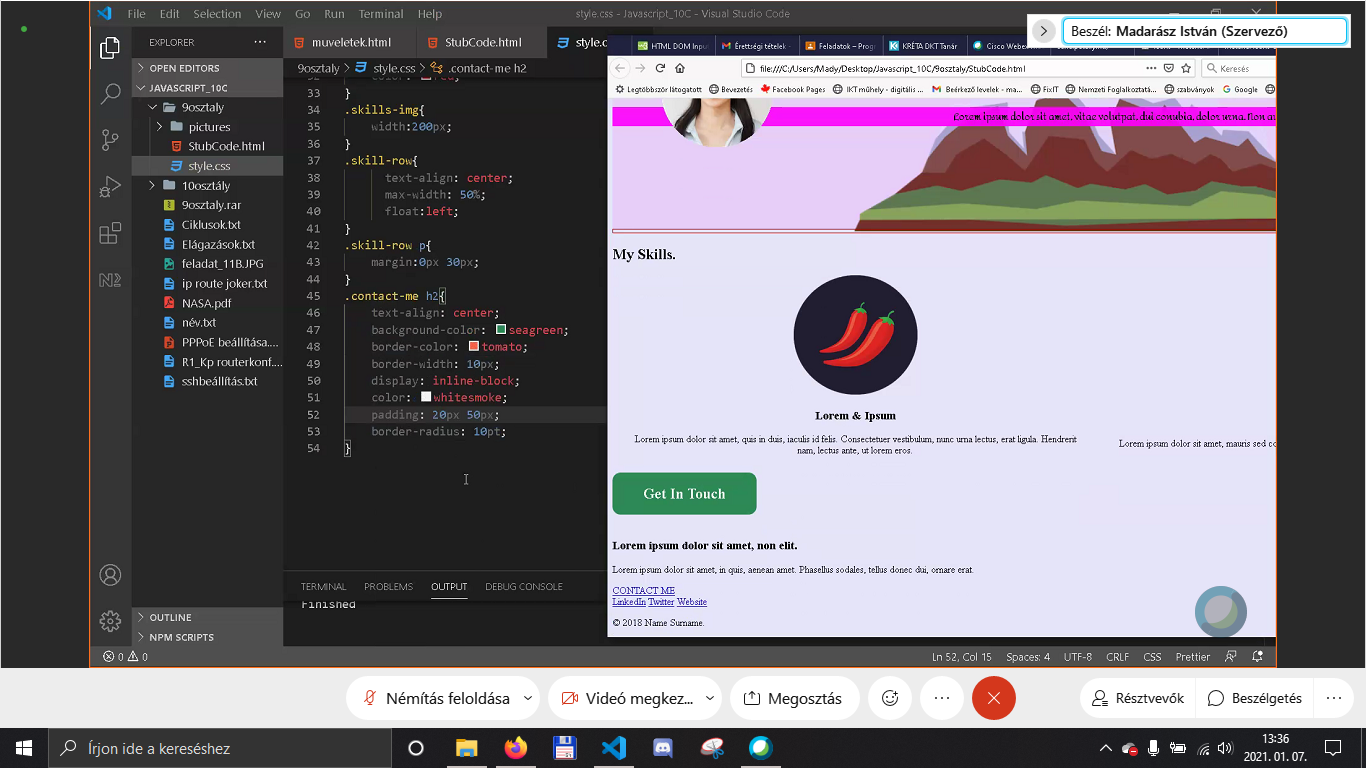 File Edit Selection View Go Run Terminal Help
style.css - Javascript_10C - Visual Studio Code
Beszél: Madarász István (Szervező)
EXPLORER
OPEN EDITORS
JAVASCRIPT_10C
9osztaly
pictures
StubCode.html
style.css
10osztály
9osztaly.rar
Ciklusok.txt
Elágazások.txt
feladat_11B.JPG
ip route joker.txt
NASA.pdf
név.txt
PPPoE beállítása....
R1_Kp routerkonf....
sshbeállítás.txt
OUTLINE
NPM SCRIPTS
muveletek.html
StubCode.html
style.c
9osztaly > style.css > .contact-me h2
33 }
34 .skills-img{
35 width:200px;
36 }
37 .skill-row{
38 text-align: center;
39 max-width: 50%;
40 float:left;
41 }
42 .skill-row p{
43 margin:0px 30px;
44 }
45 .contact-me h2{
46 text-align: center;
47 background-color: seagreen;
48 border-color: tomato;
49 border-width: 10px;
50 display: inline-block;
51 color: whitesmoke;
52 padding: 20px 50px;
53 border-radius: 10pt;
54 }
TERMINAL PROBLEMS OUTPUT DEBUG CONSOLE
Finished
HTML DOM Inpu
Érettségi tételek -
Feladatok – Progr
KRÉTA DKT Tanár
Cisco Webex
file:///C:/Users/Mady/Desktop/Javascript_10C/9osztaly/StubCode.html
Keresés
Legtöbbször látogatott Bevezetés Facebook Pages IKT műhely - digitális ... Beérkező levelek - ma... FixIT Nemzeti Foglalkoztatá... szabványok Google
Lorem ipsum dolor sit amet, vitae volutpat, dui conubia, dolor urna. Non
My Skills.
Lorem & Ipsum
Lorem ipsum dolor sit amet, quis in duis, iaculis id felis. Consectetuer vestibulum, nunc urna lectus, erat ligula. Hendrerit
nam, lectus ante, ut lorem eros.
Lorem ipsum dolor sit amet, mauris sed co
Get In Touch
Lorem ipsum dolor sit amet, non elit.
Lorem ipsum dolor sit amet, in quis, aenean amet. Phasellus sodales, tellus donec dui, ornare erat.
CONTACT ME
LinkedIn Twitter Website
© 2018 Name Surname.
0 0
Ln 52, Col 15 Spaces: 4 UTF-8 CRLF CSS Prettier
Némítás feloldása
Videó megkez...
Megosztás
Résztvevők
Beszélgetés
Írjon ide a kereséshez
13:36
2021. 01. 07.